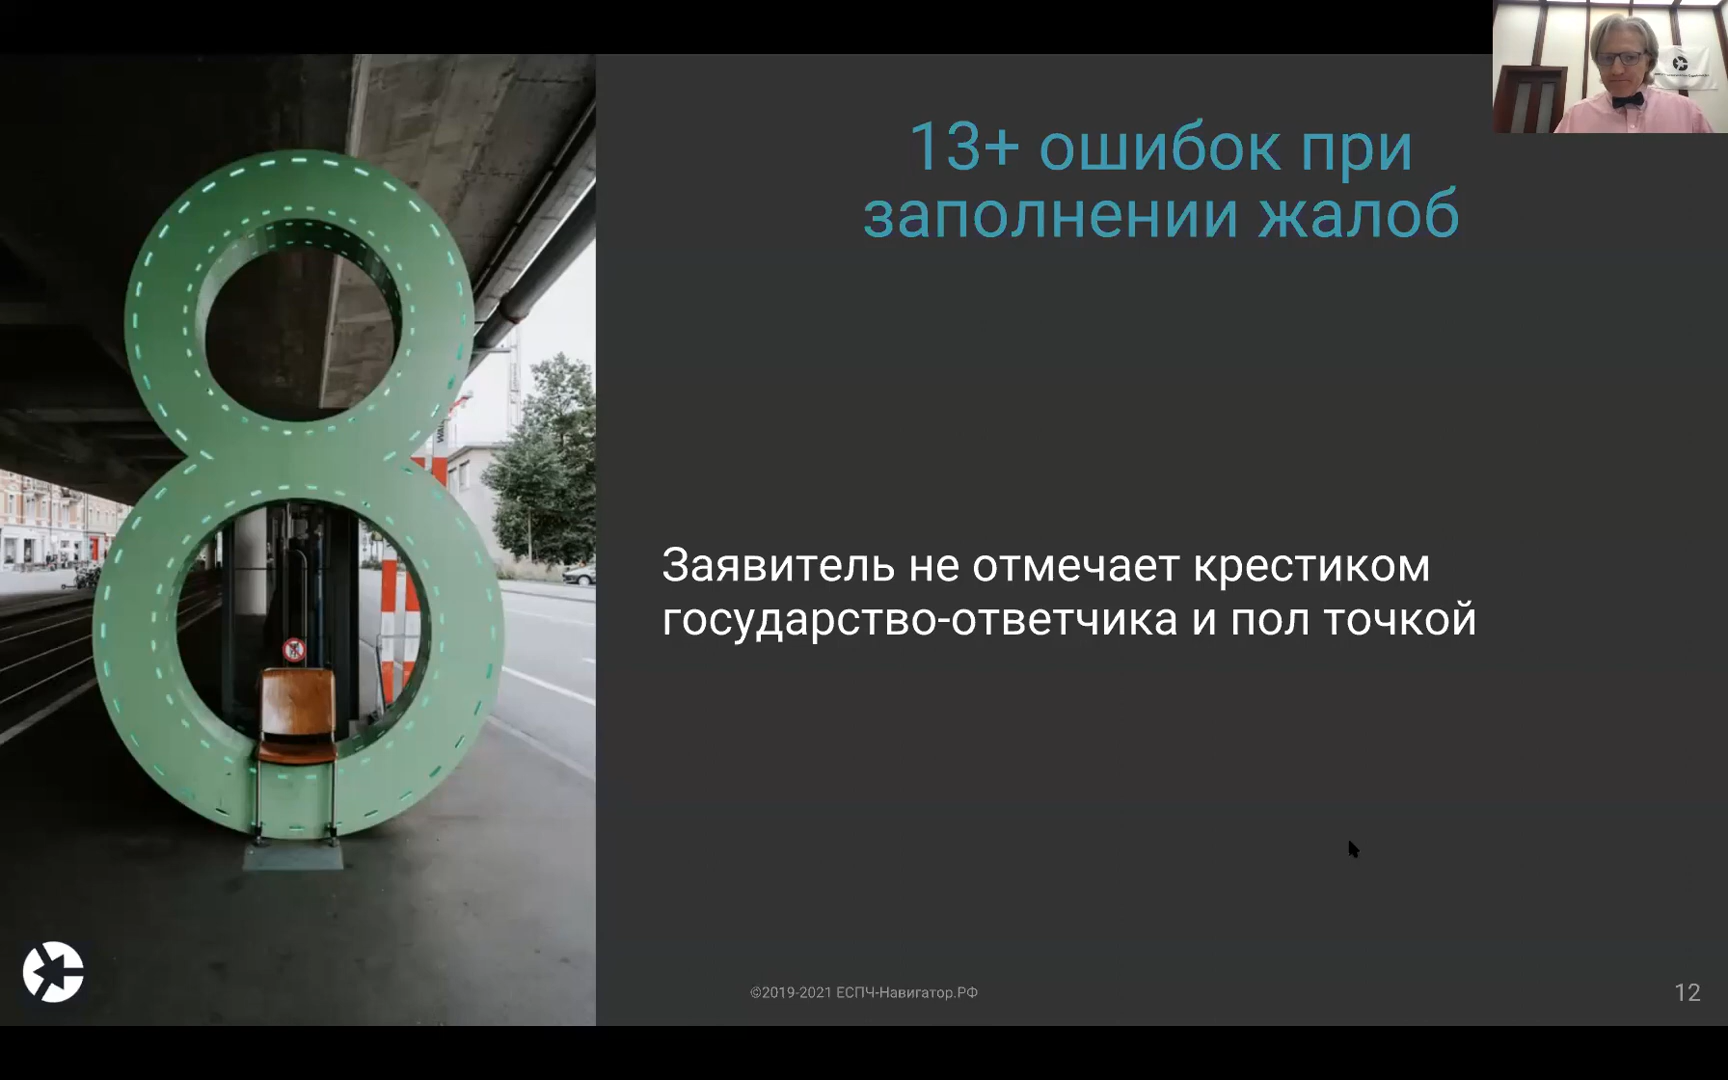 13+ ошибок при
заполнении жалоб
8
Заявитель не отмечает крестиком
государство-ответчика и пол точкой
©2019-2021 ЕСПЧ-Навигатор.РФ
12